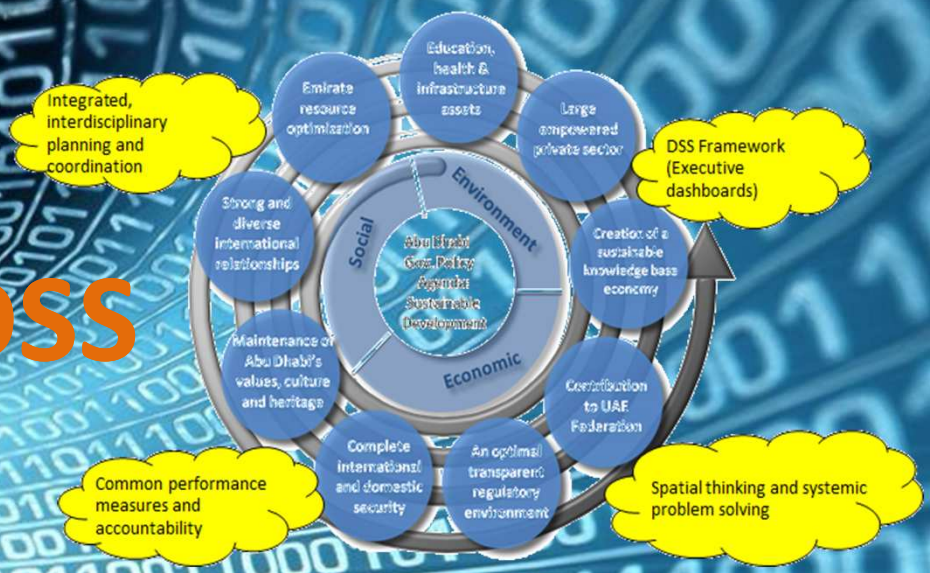 Education,
health &
infrastructure
assets
Emirate
resource
optimization
Large
empowered
private sector
Integrated,
interdisciplinary
planning and
coordination
DSS Framework
(Executive
dashboards)
Strong and
diverse
international
relationships
Social
Environment
Economic
Abu Dhabi
Gov. Policy
Agenda:
Sustainable
Development
Creation of a
sustainable
knowledge base
economy
DSS
Maintenance of
Abu Dhabi's
values, culture
and heritage
Contribution
to UAE
Federation
Complete
international
and domestic
security
An optimal
transparent
regulatory
environment
Common performance
measures and
accountability
Spatial thinking and systemic
problem solving